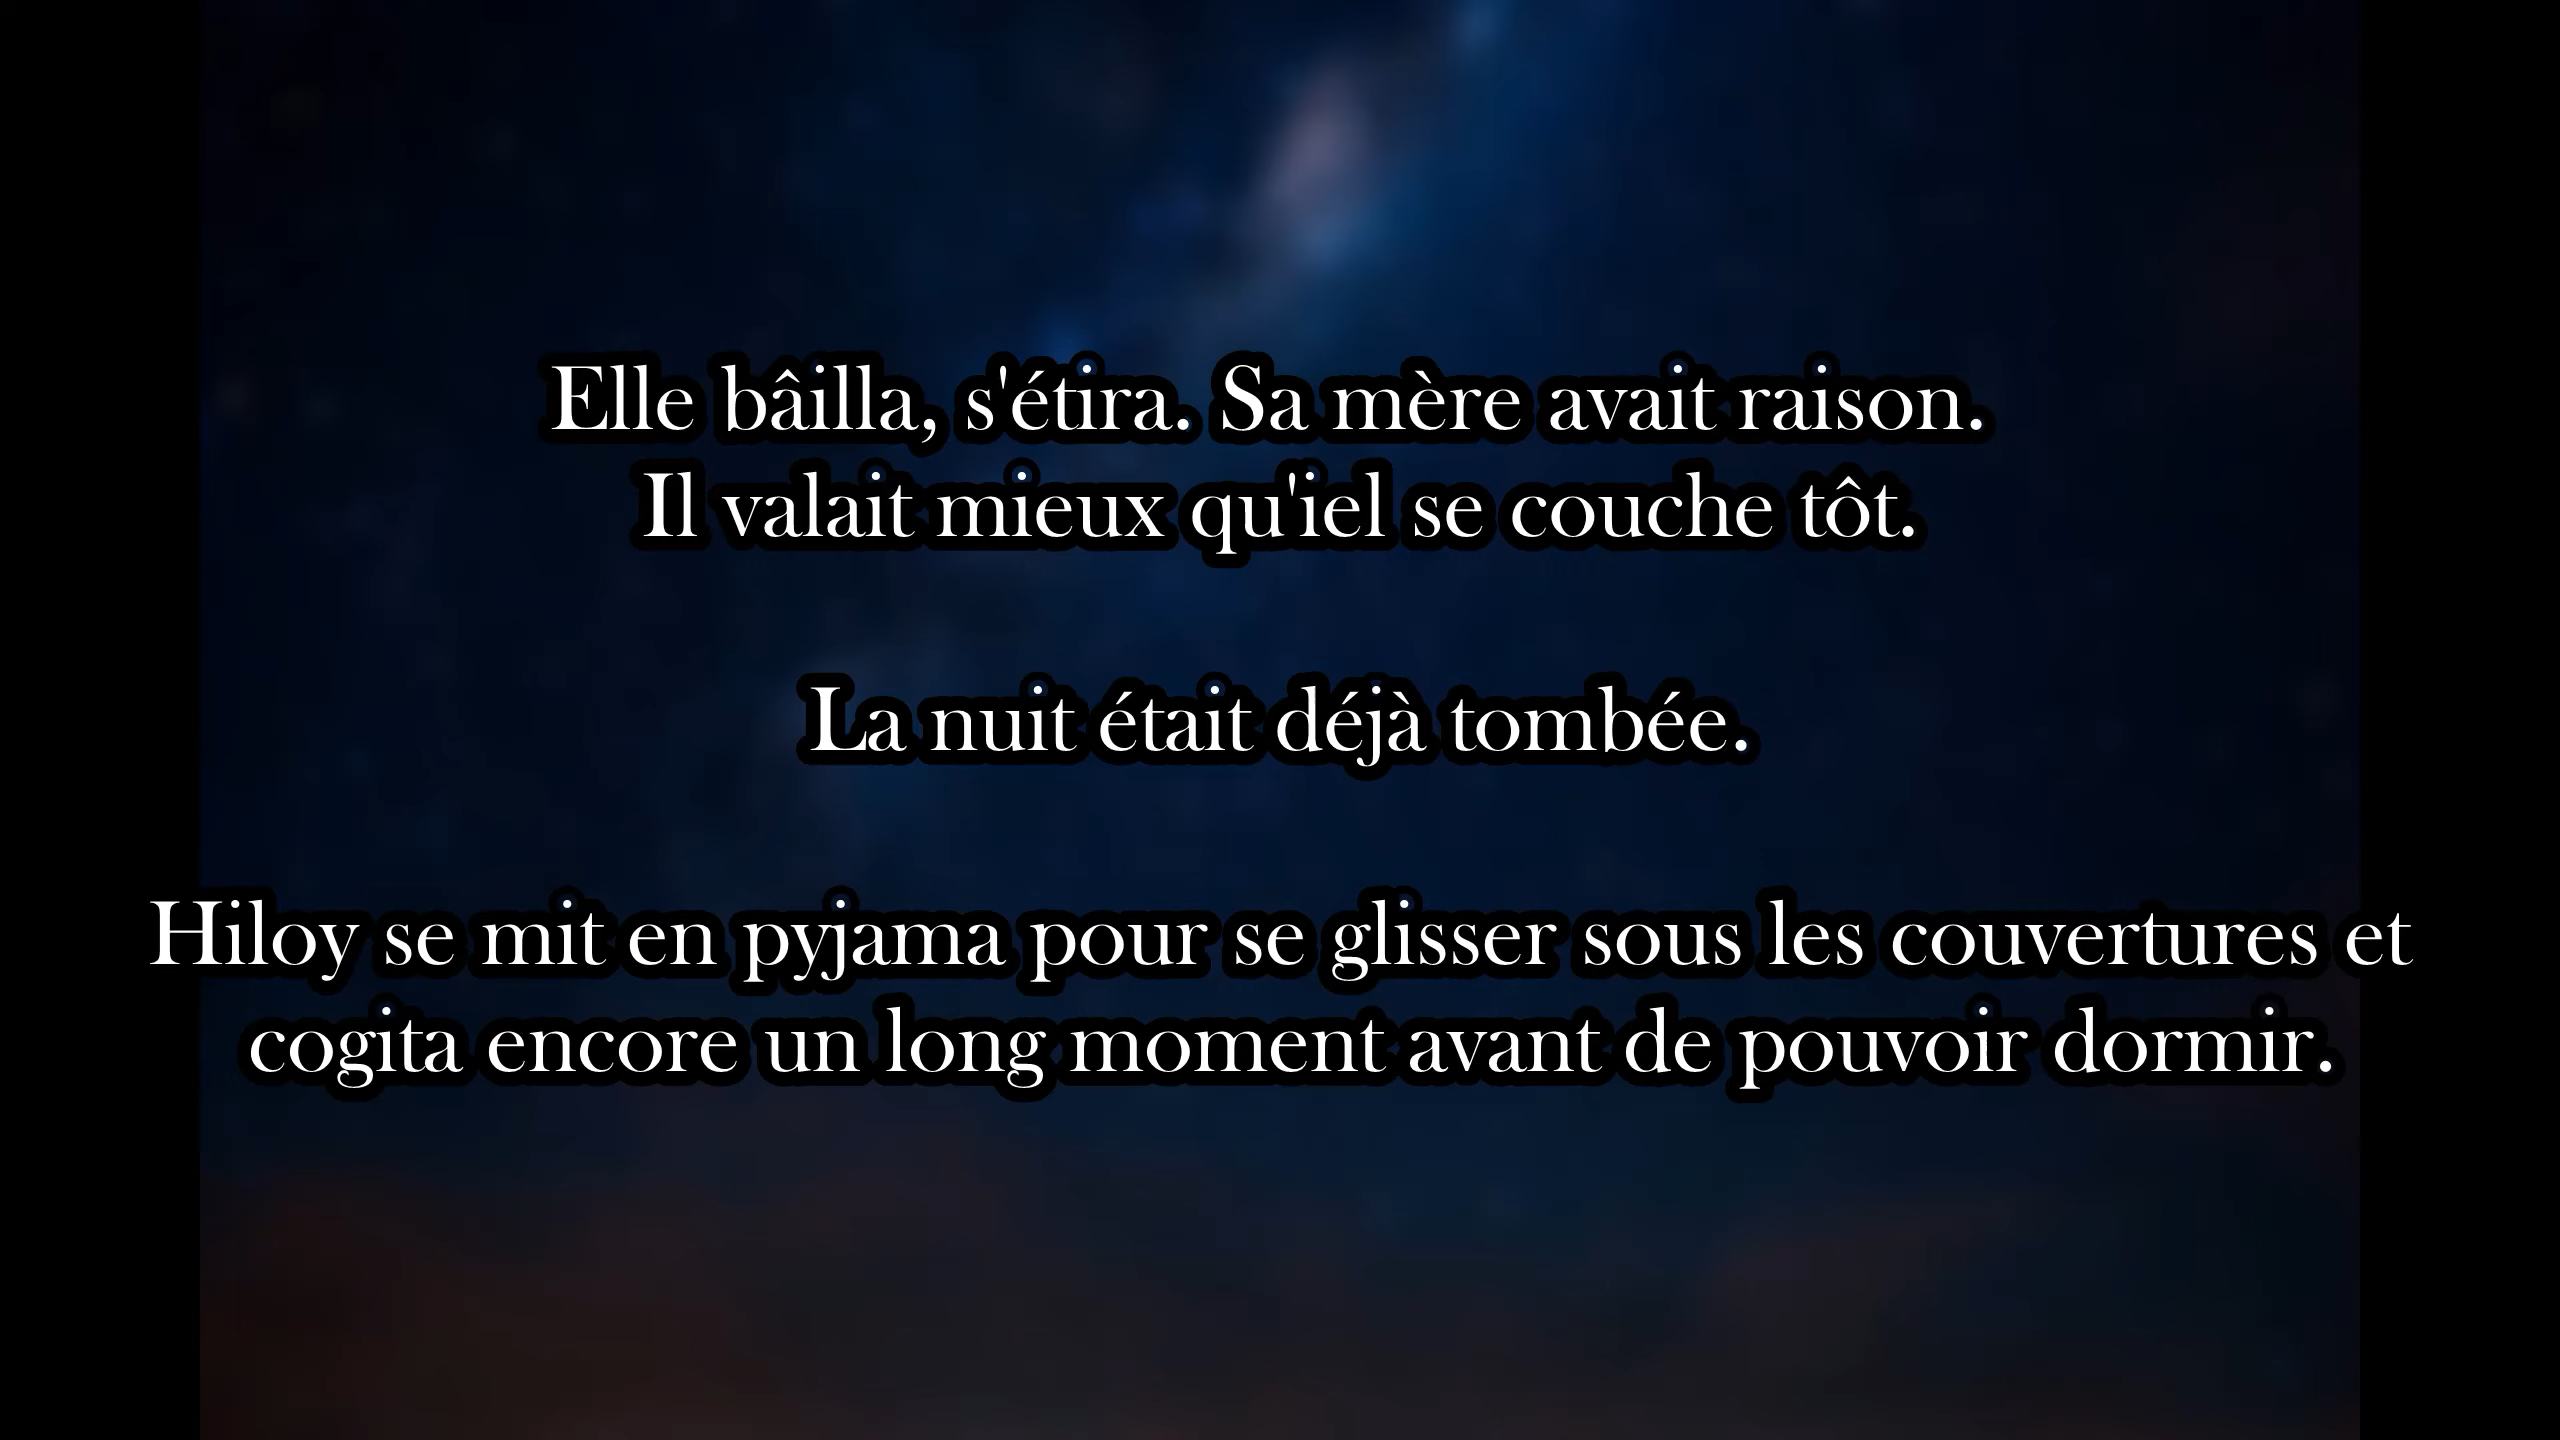 Elle bâilla, s'étira. Sa mère avait raison.
Il valait mieux qu'iel se couche tôt.
La nuit était déjà tombée.
Hiloy se mit en pyjama pour se glisser sous les couvertures et
cogita encore un long moment avant de pouvoir dormir.